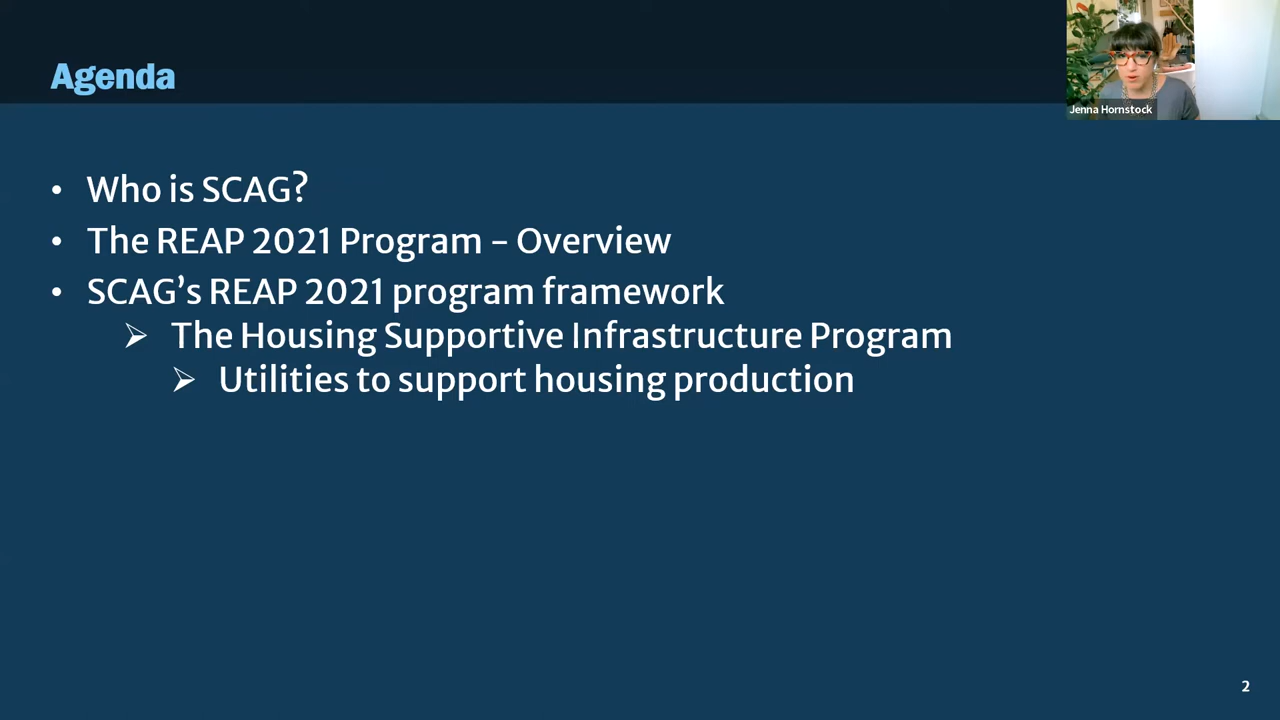 Agenda
Jenna Hornstock
• Who is SCAG?
• The REAP 2021 Program - Overview
• SCAG's REAP 2021 program framework
➢ The Housing Supportive Infrastructure Program
➢ Utilities to support housing production
2